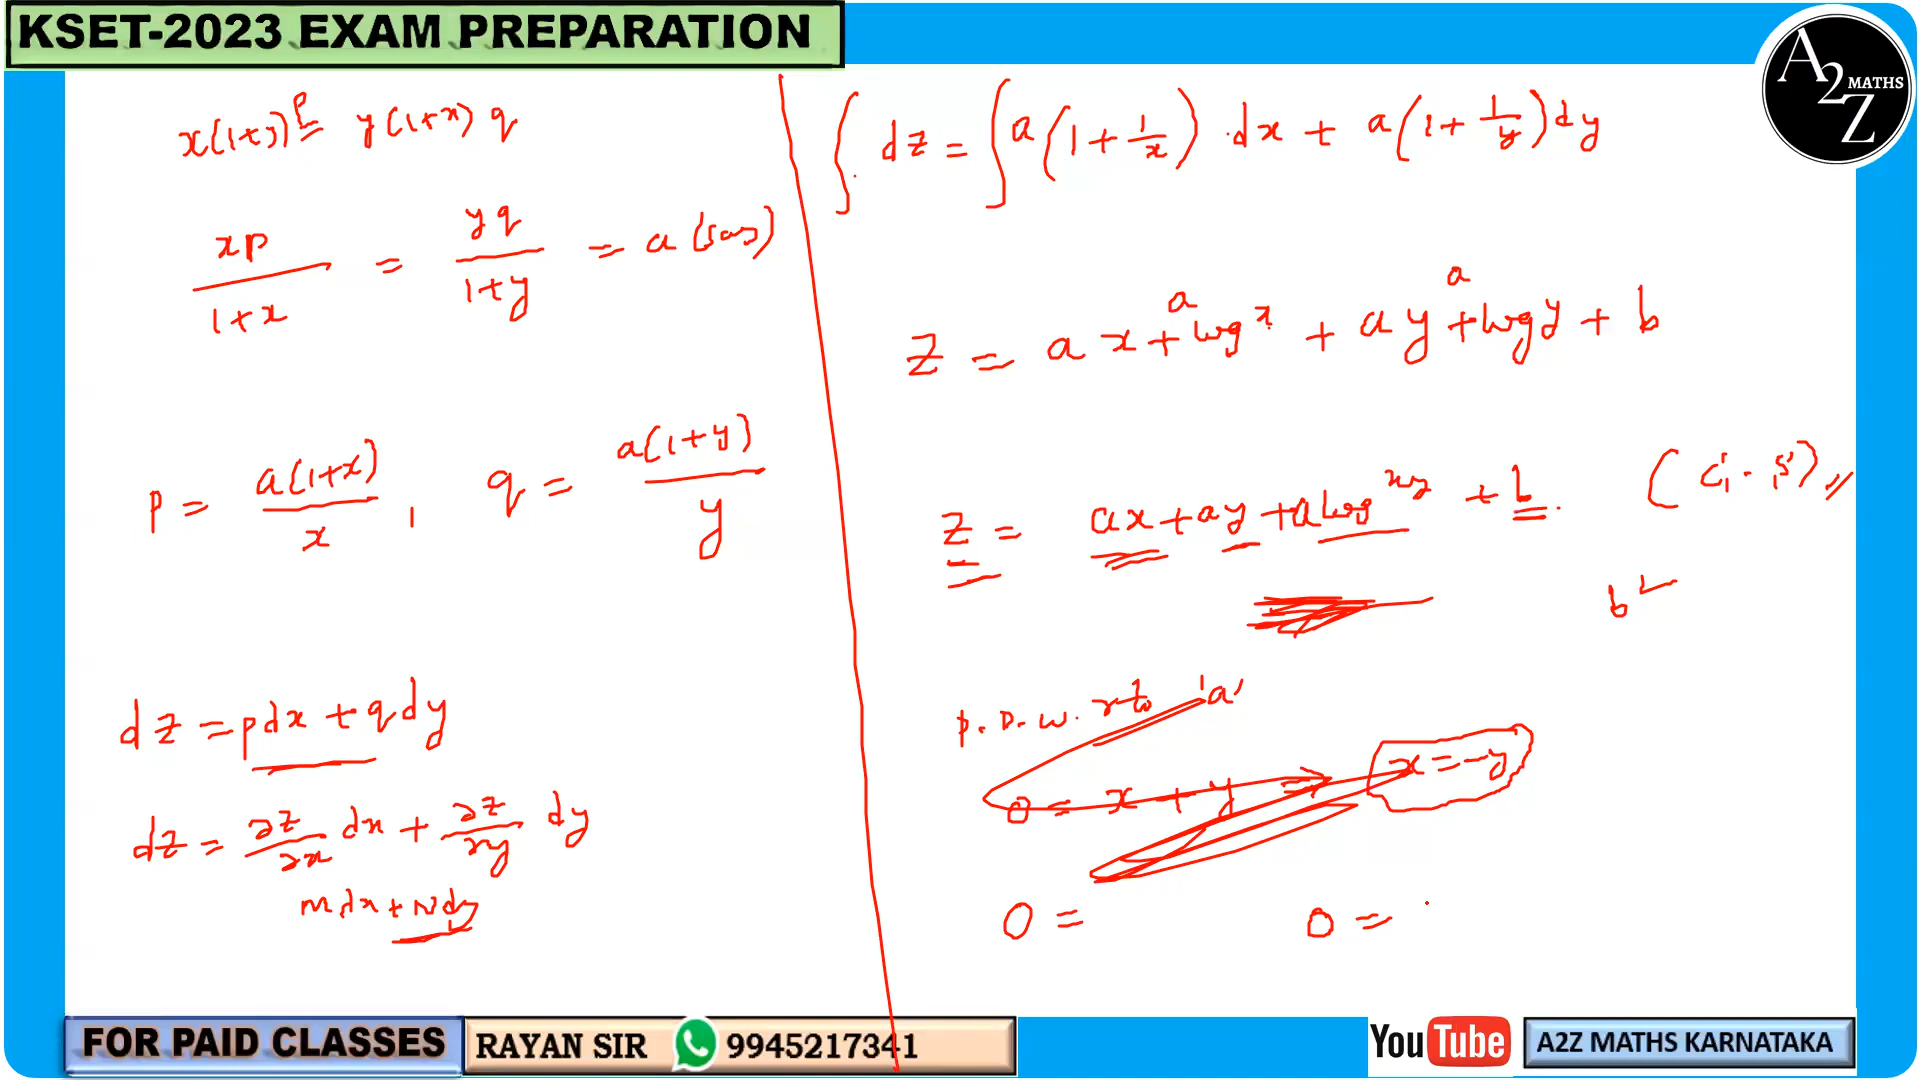 KSET-2023 EXAM PREPARATION
A2Z MATHS
x(1+y)p = y(1+x) q
xp/(1+x) = yq/(1+y) = a (say)
p = a(1+x)/x , q = a(1+y)/y
dz = pdx + qdy
dz = ∂z/∂x dx + ∂z/∂y dy
Mdx + Ndy
∫ dz = ∫ a(1 + 1/x) dx + a(1 + 1/y) dy
z = ax + a log x + ay + a log y + b
z = ax + ay + a log xy + b. (C.S)
b
P.D.w.r.to 'a'
0 = x + y ⇒ x = -y
0 = 0 =
FOR PAID CLASSES
RAYAN SIR 9945217341
YouTube
A2Z MATHS KARNATAKA